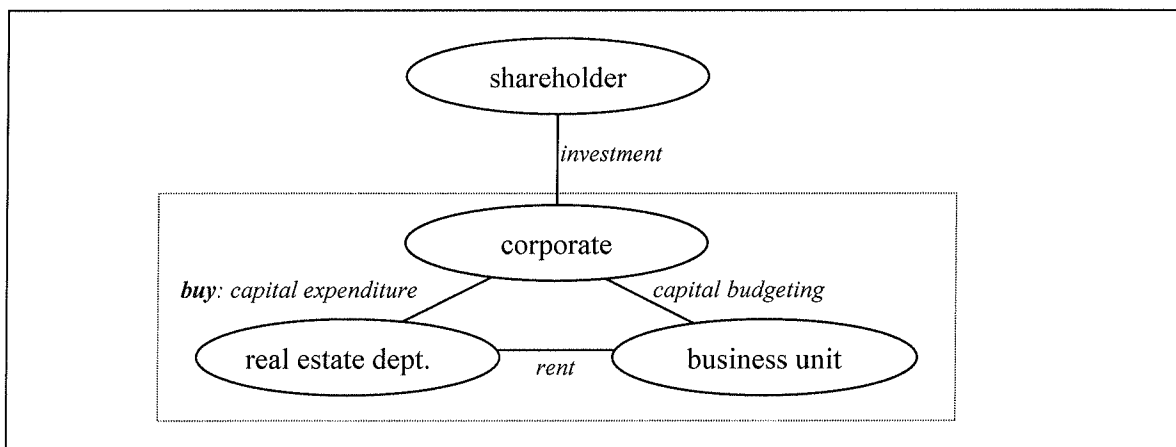 shareholder
investment
corporate
buy: capital expenditure
capital budgeting
real estate dept.
rent
business unit